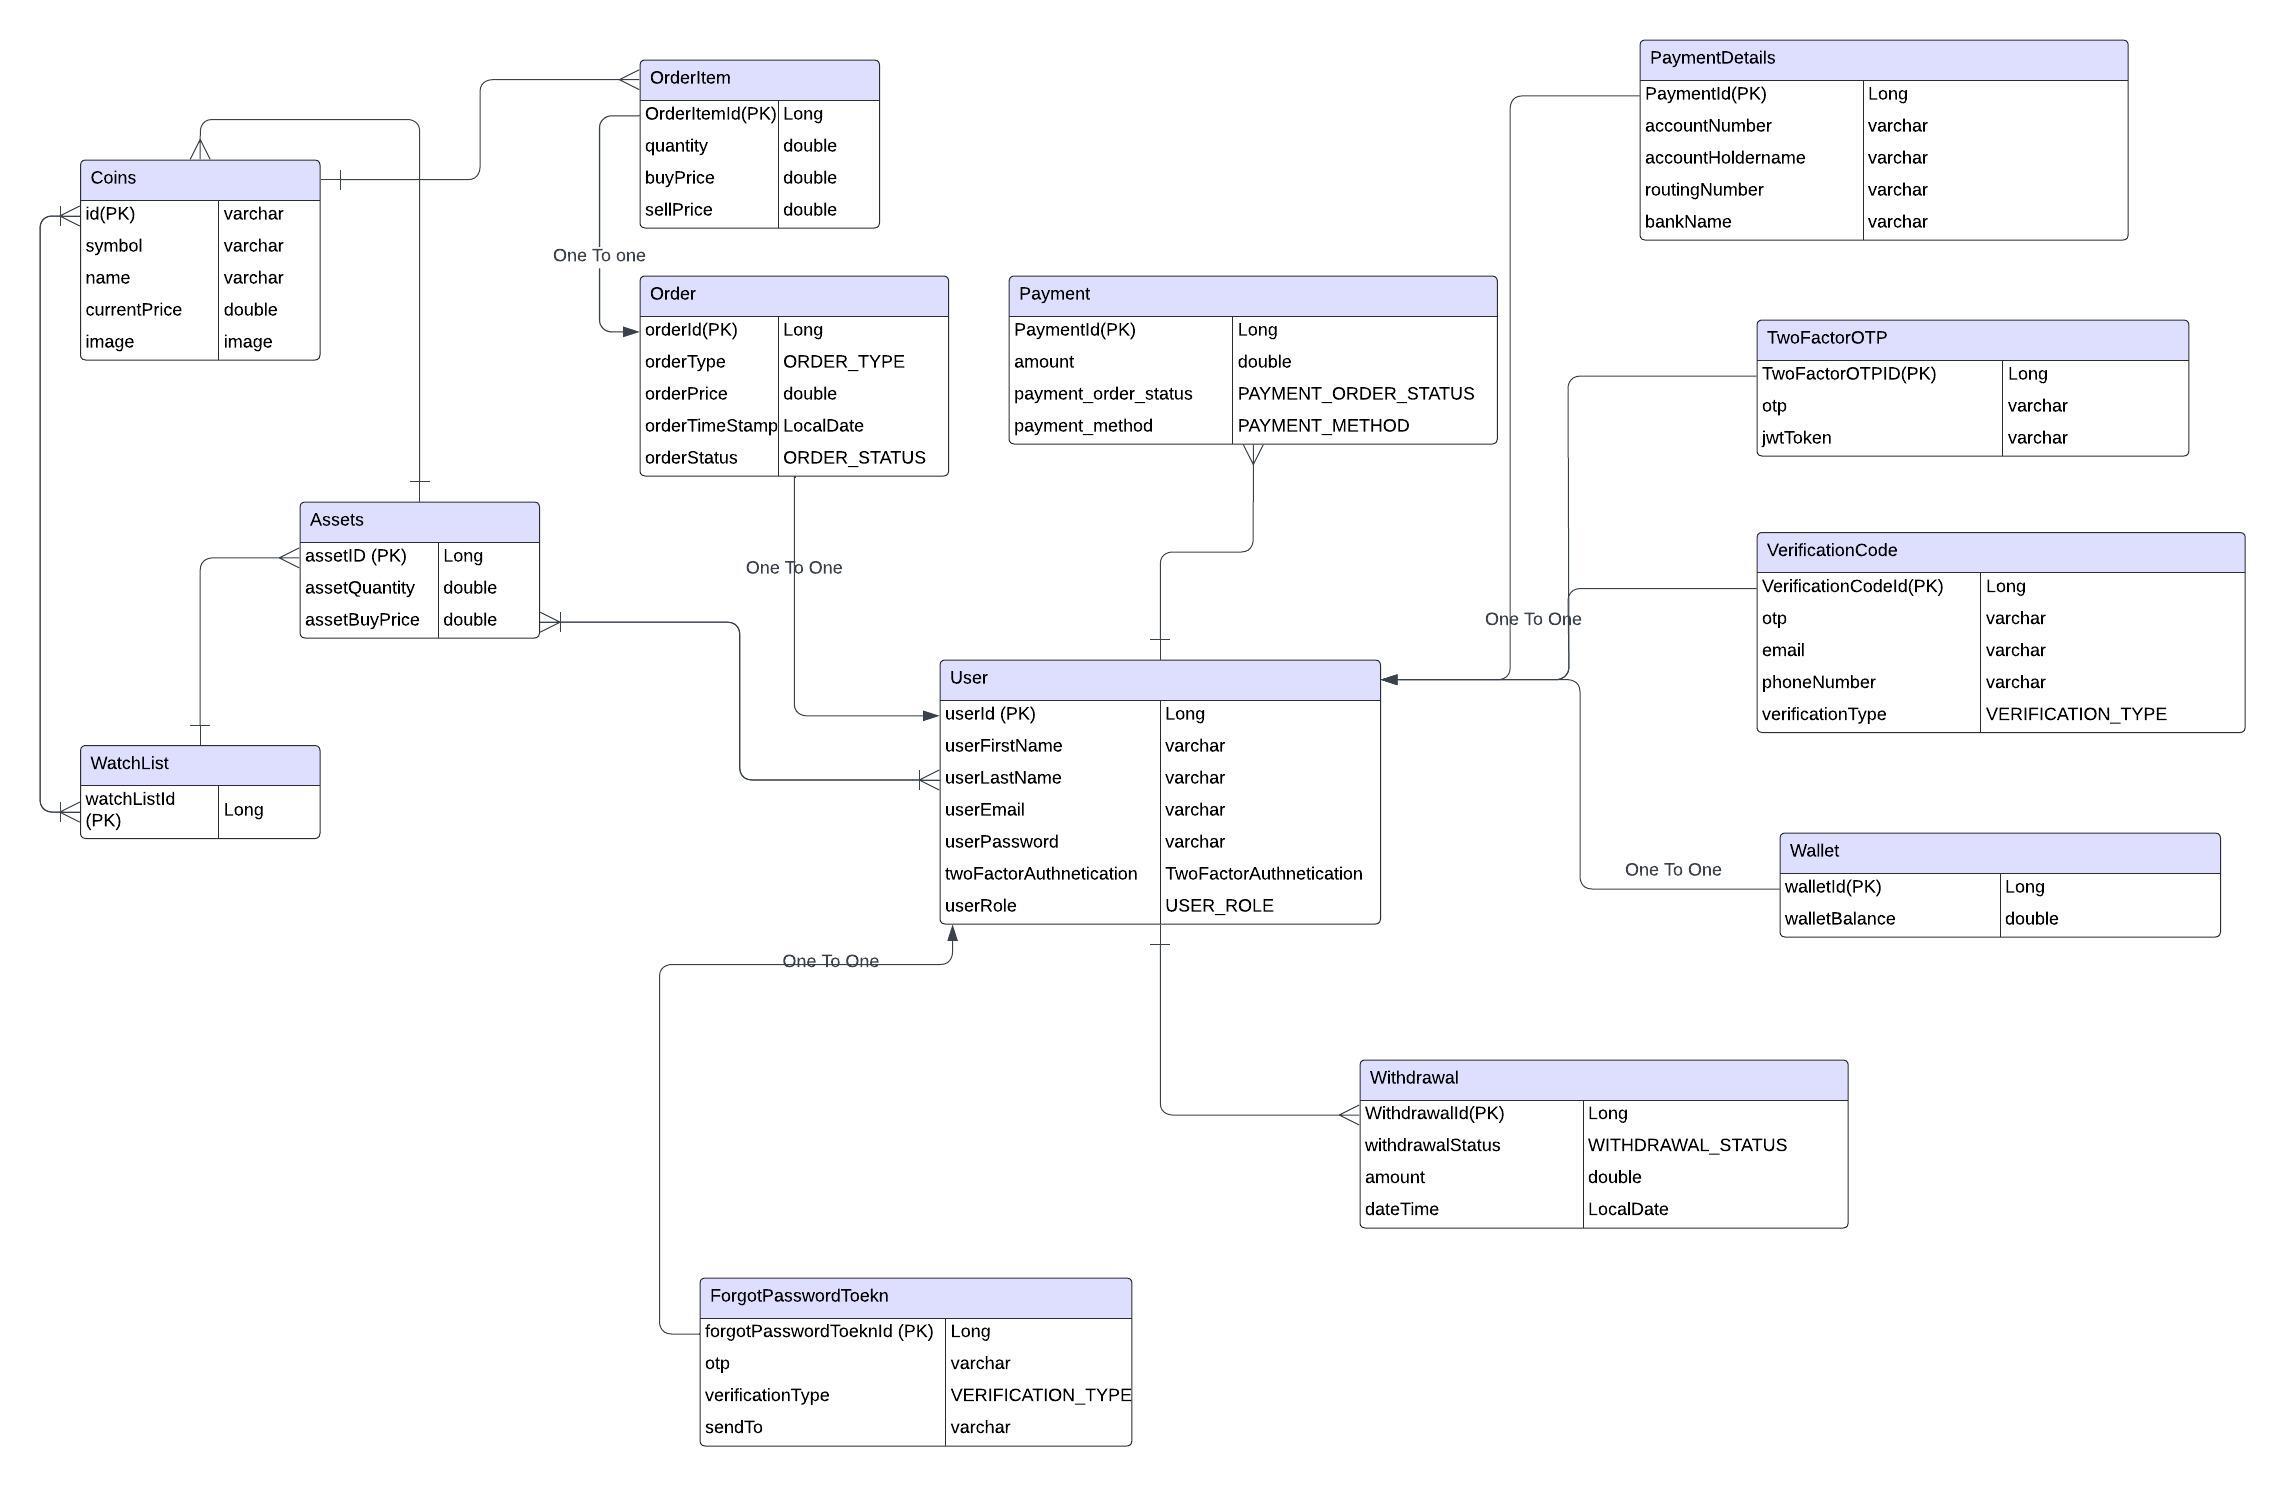 OrderItem
OrderItemId(PK) Long
quantity double
buyPrice double
sellPrice double
PaymentDetails
PaymentId(PK) Long
accountNumber varchar
accountHoldername varchar
routingNumber varchar
bankName varchar
Coins
id(PK) varchar
symbol varchar
name varchar
currentPrice double
image image
One To one
Order
orderId(PK) Long
orderType ORDER_TYPE
orderPrice double
orderTimeStamp LocalDate
orderStatus ORDER_STATUS
Payment
PaymentId(PK) Long
amount double
payment_order_status PAYMENT_ORDER_STATUS
payment_method PAYMENT_METHOD
TwoFactorOTP
TwoFactorOTPID(PK) Long
otp varchar
jwtToken varchar
Assets
assetID (PK) Long
assetQuantity double
assetBuyPrice double
One To One
One To One
VerificationCode
VerificationCodeId(PK) Long
otp varchar
email varchar
phoneNumber varchar
verificationType VERIFICATION_TYPE
User
userId (PK) Long
userFirstName varchar
userLastName varchar
userEmail varchar
userPassword varchar
twoFactorAuthnetication TwoFactorAuthnetication
userRole USER_ROLE
WatchList
watchListId
(PK) Long
One To One
Wallet
walletId(PK) Long
walletBalance double
One To One
Withdrawal
WithdrawalId(PK) Long
withdrawalStatus WITHDRAWAL_STATUS
amount double
dateTime LocalDate
ForgotPasswordToekn
forgotPasswordToeknId (PK) Long
otp varchar
verificationType VERIFICATION_TYPE
sendTo varchar